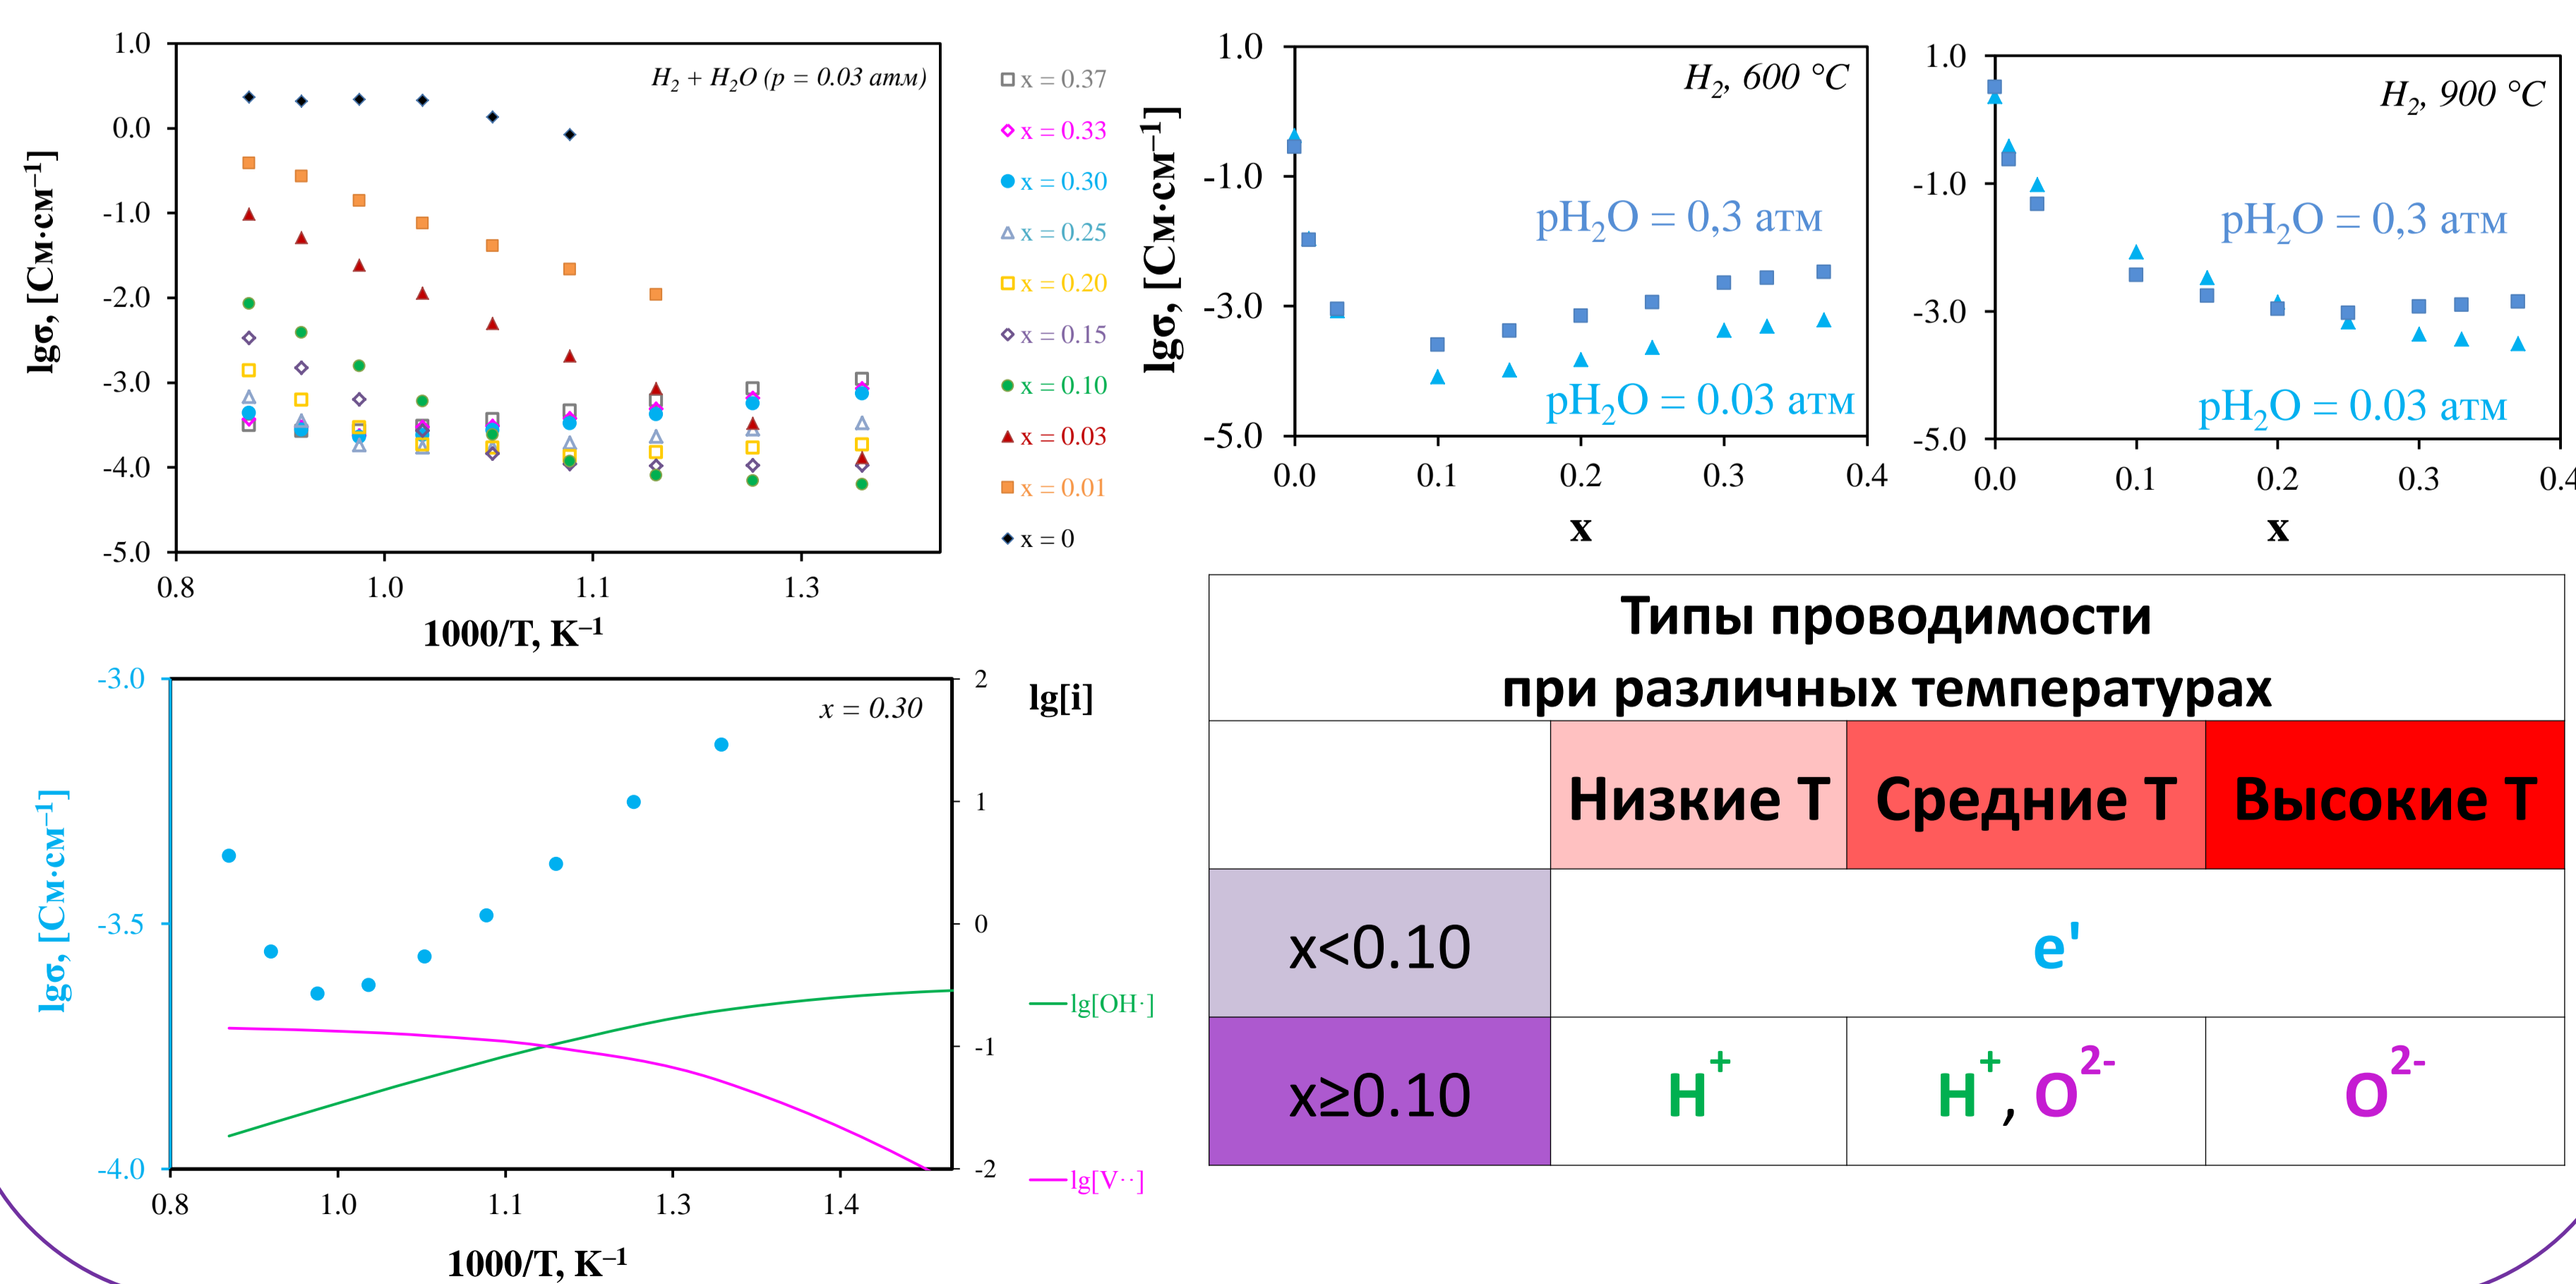 1.0
0.0
-1.0
-2.0
-3.0
-4.0
-5.0
0.8
1.0
1.1
1.3
lgσ, [См·см⁻¹]
1000/T, K⁻¹
H₂ + H₂O (p = 0.03 атм)
x = 0.37
x = 0.33
x = 0.30
x = 0.25
x = 0.20
x = 0.15
x = 0.10
x = 0.03
x = 0.01
x = 0
1.0
-1.0
-3.0
-5.0
0.0
0.1
0.2
0.3
0.4
lgσ, [См·см⁻¹]
x
H₂, 600 °C
pH₂O = 0,3 атм
pH₂O = 0.03 атм
1.0
-1.0
-3.0
-5.0
0.0
0.1
0.2
0.3
0.4
x
H₂, 900 °C
pH₂O = 0,3 атм
pH₂O = 0.03 атм
-3.0
-3.5
-4.0
lgσ, [См·см⁻¹]
0.8
1.0
1.1
1.3
1.4
1000/T, K⁻¹
x = 0.30
2
1
0
-1
-2
lg[i]
lg[OH·]
lg[V··]
Типы проводимости
при различных температурах
Низкие T Средние T Высокие T
x<0.10 e'
x≥0.10 H⁺ H⁺, O²⁻ O²⁻